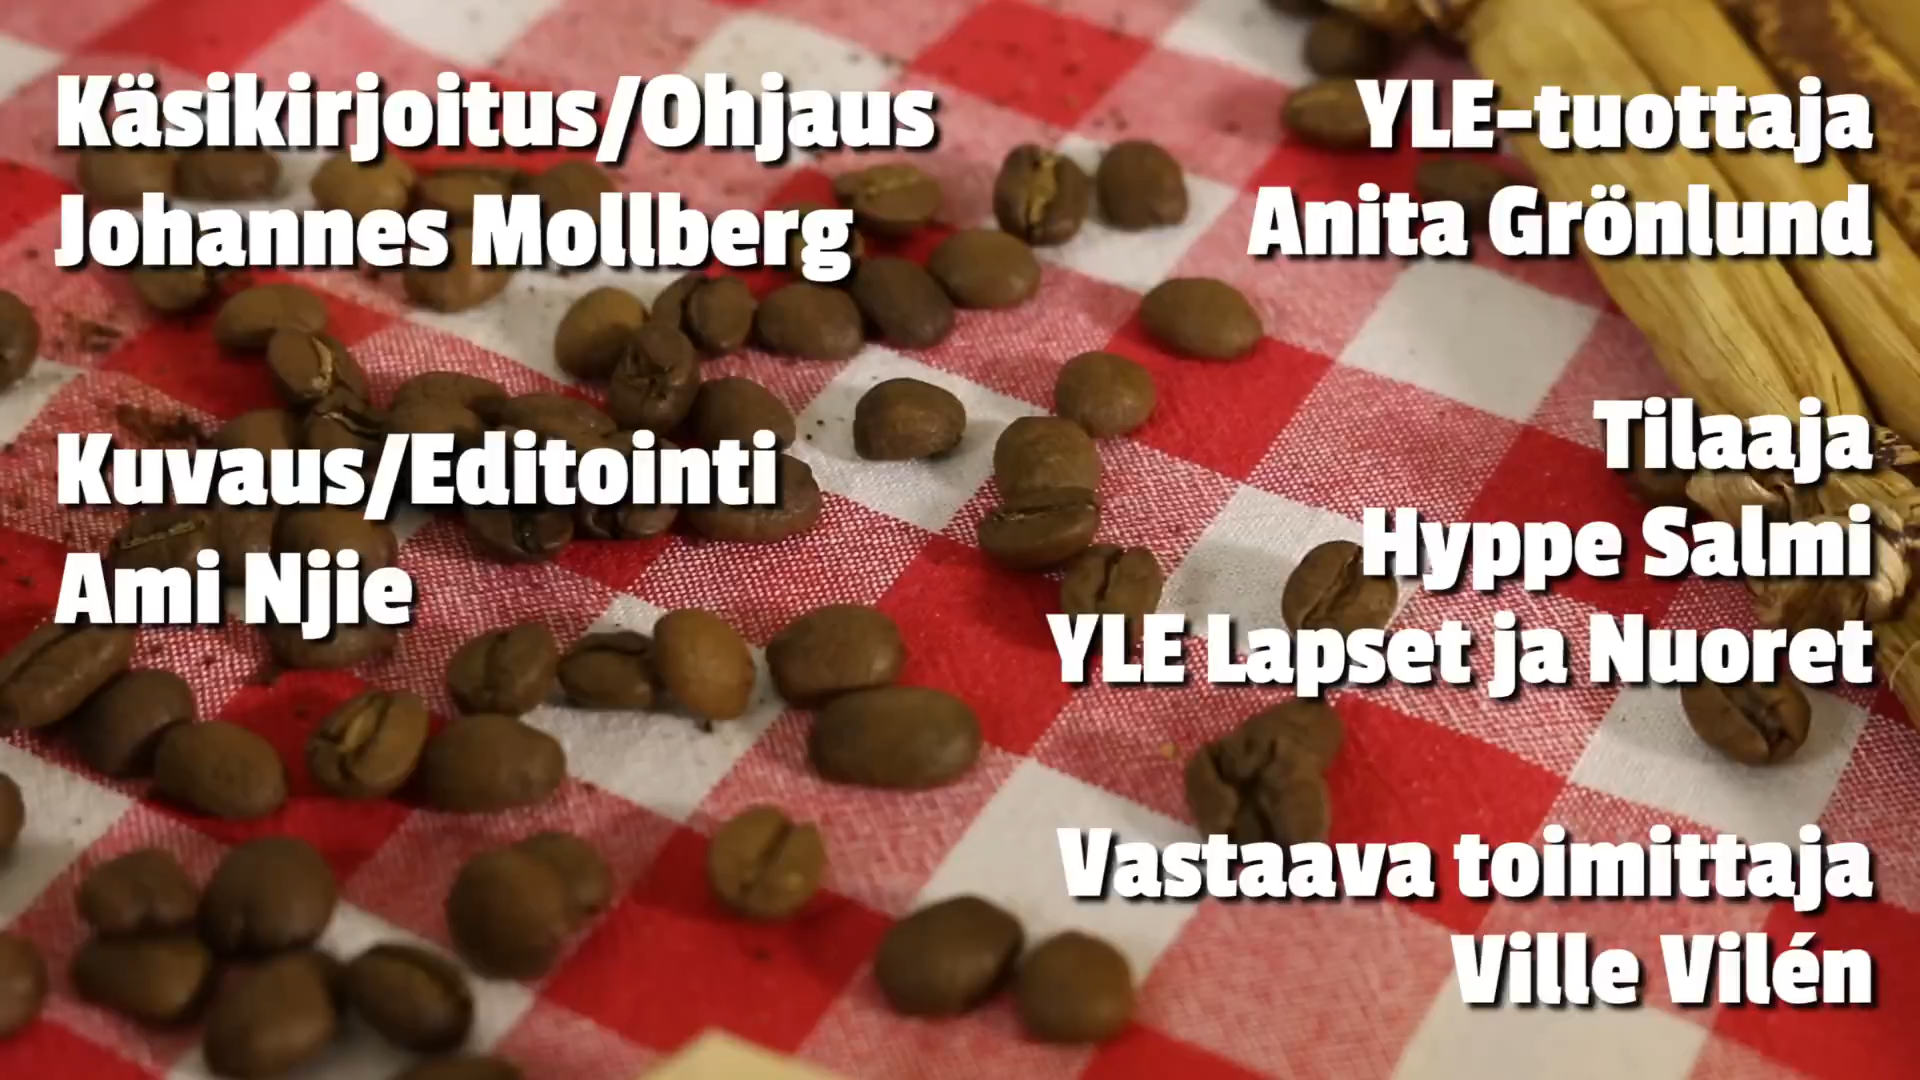 Käsikirjoitus/Ohjaus
Johannes Mollberg
Kuvaus/Editointi
Ami Njie
YLE-tuottaja
Anita Grönlund
Tilaaja
Hyppe Salmi
YLE Lapset ja Nuoret
Vastaava toimittaja
Ville Vilén